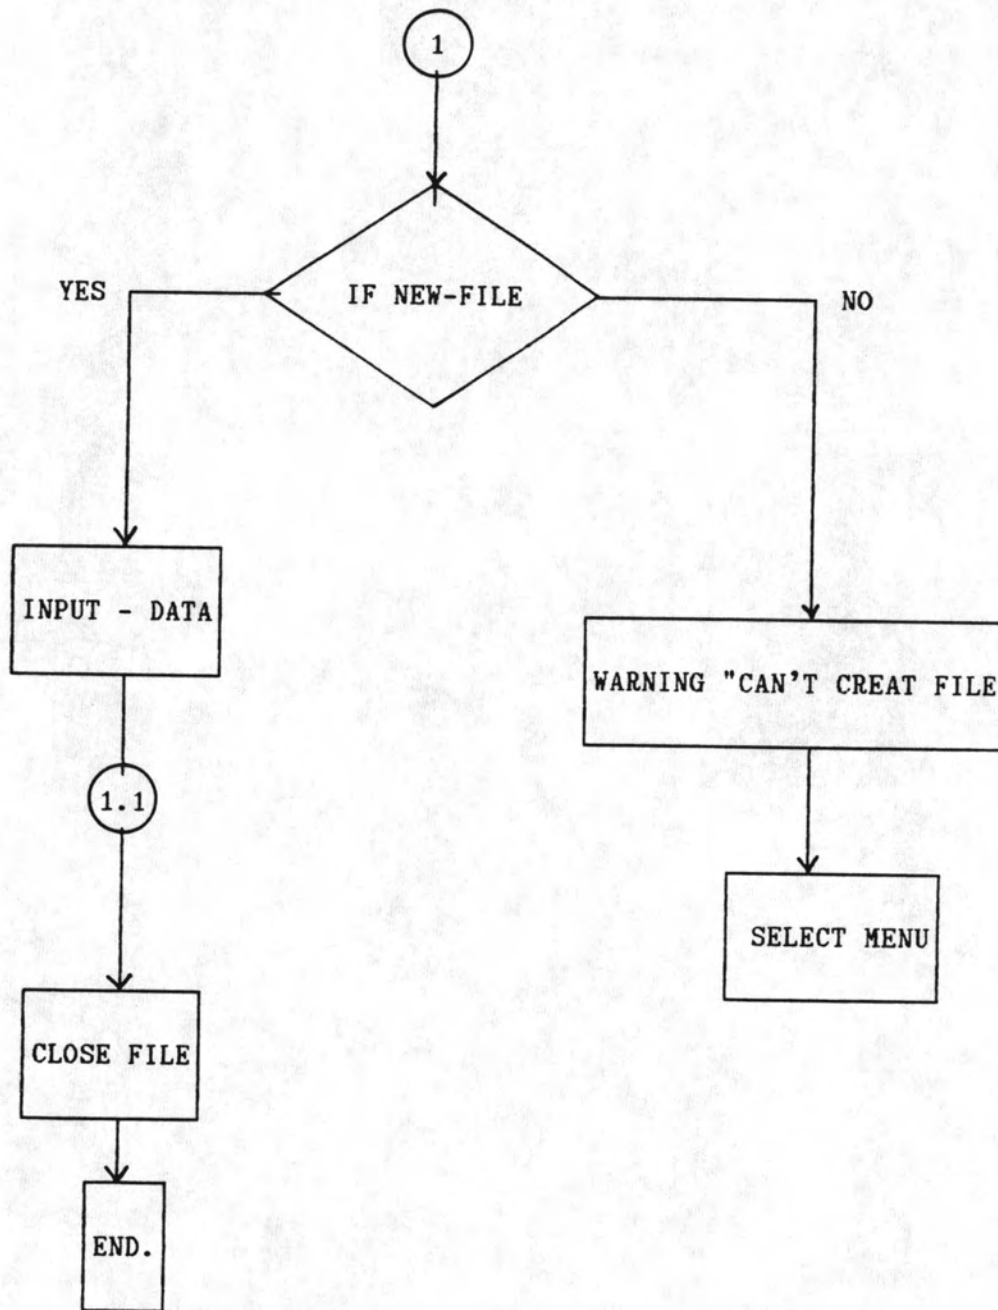 1
IF NEW-FILE
YES
NO
INPUT - DATA
WARNING "CAN'T CREAT FILE
1.1
SELECT MENU
CLOSE FILE
END.